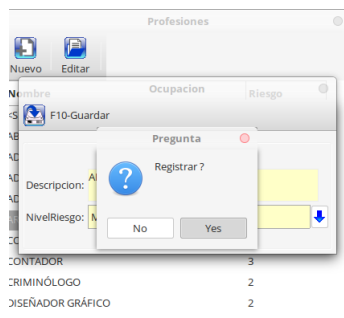 Profesiones
Nuevo Editar
Nombre Riesgo
Ocupacion
F10-Guardar
Pregunta
Registrar ?
Descripcion:
NivelRiesgo:
No Yes
CONTADOR 3
CRIMINÓLOGO 2
DISEÑADOR GRÁFICO 2